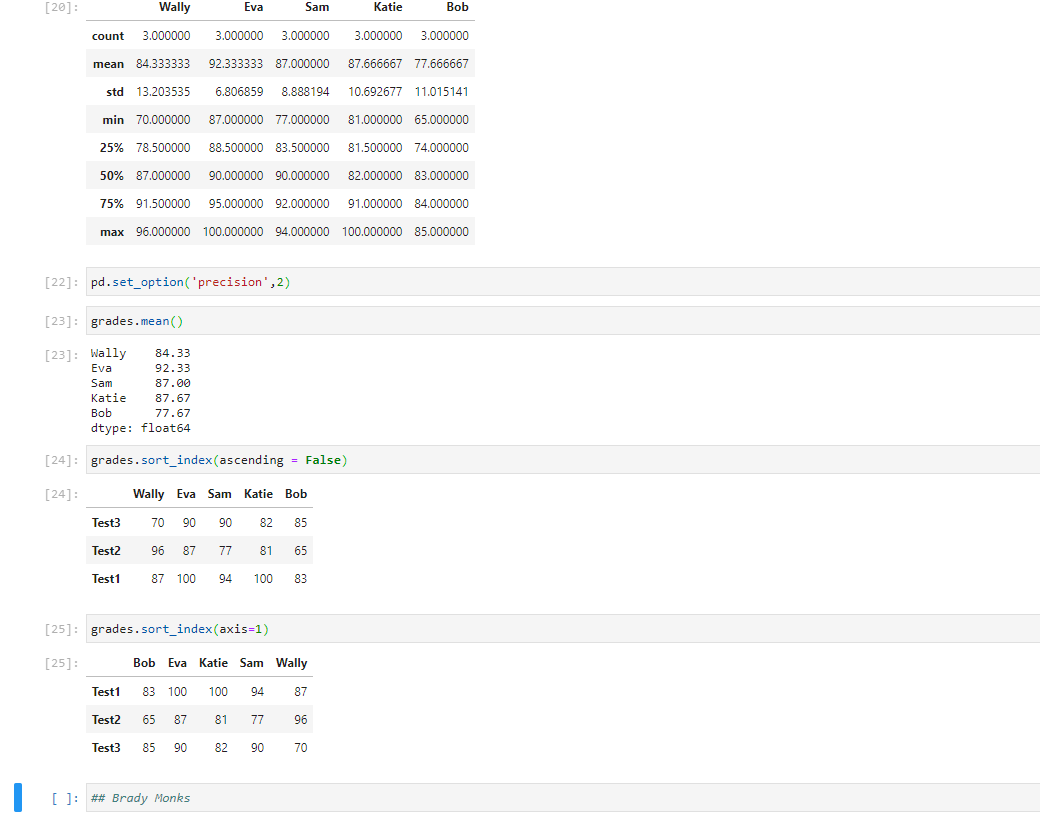 [20]: Wally Eva Sam Katie Bob
count 3.000000 3.000000 3.000000 3.000000 3.000000
mean 84.333333 92.333333 87.000000 87.666667 77.666667
std 13.203535 6.806859 8.888194 10.692677 11.015141
min 70.000000 87.000000 77.000000 81.000000 65.000000
25% 78.500000 88.500000 83.500000 81.500000 74.000000
50% 87.000000 90.000000 90.000000 82.000000 83.000000
75% 91.500000 95.000000 92.000000 91.000000 84.000000
max 96.000000 100.000000 94.000000 100.000000 85.000000
[22]: pd.set_option('precision',2)
[23]: grades.mean()
[23]: Wally 84.33
Eva 92.33
Sam 87.00
Katie 87.67
Bob 77.67
dtype: float64
[24]: grades.sort_index(ascending = False)
[24]: Wally Eva Sam Katie Bob
Test3 70 90 90 82 85
Test2 96 87 77 81 65
Test1 87 100 94 100 83
[25]: grades.sort_index(axis=1)
[25]: Bob Eva Katie Sam Wally
Test1 83 100 100 94 87
Test2 65 87 81 77 96
Test3 85 90 82 90 70
[ ]: ## Brady Monks